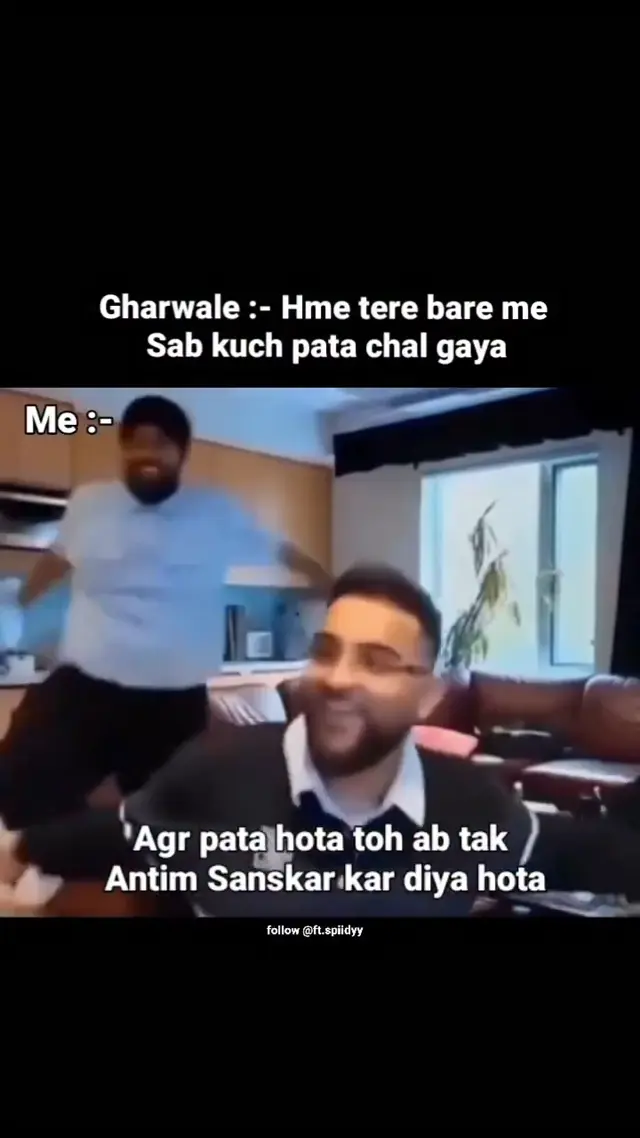 Gharwale :- Hme tere bare me
Sab kuch pata chal gaya
Me :-
'Agr pata hota toh ab tak
Antim Sanskar kar diya hota
follow @ft.spiidyy